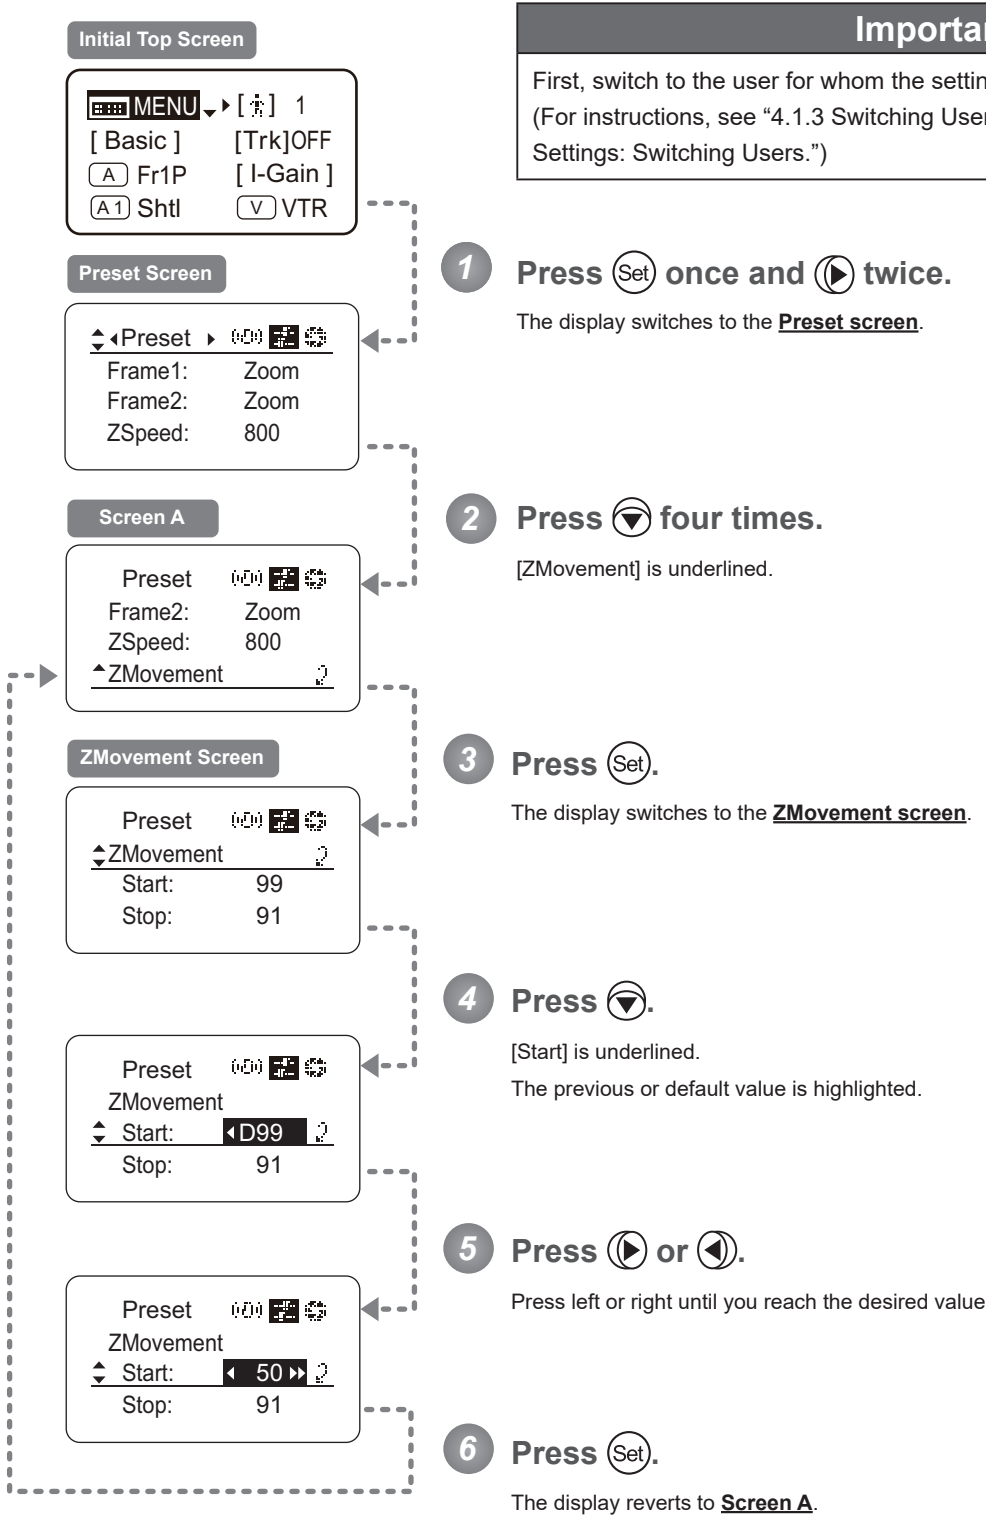 Initial Top Screen
MENU [ ] 1
[ Basic ] [Trk]OFF
A Fr1P [ I-Gain ]
A 1 Shtl V VTR
First, switch to the user for whom the
(For instructions, see “4.1.3 Switching
Settings: Switching Users.”)
Preset Screen
Preset
Frame1: Zoom
Frame2: Zoom
ZSpeed: 800
1 Press Set once and twice.
The display switches to the Preset screen.
Screen A
Preset
Frame2: Zoom
ZSpeed: 800
ZMovement
2 Press four times.
[ZMovement] is underlined.
ZMovement Screen
Preset
ZMovement
Start: 99
Stop: 91
3 Press Set.
The display switches to the ZMovement screen.
4 Press .
[Start] is underlined.
The previous or default value is highlighted.
Preset
ZMovement
Start: D99
Stop: 91
5 Press or .
Press left or right until you reach the desired value
Preset
ZMovement
Start: 50
Stop: 91
6 Press Set.
The display reverts to Screen A.